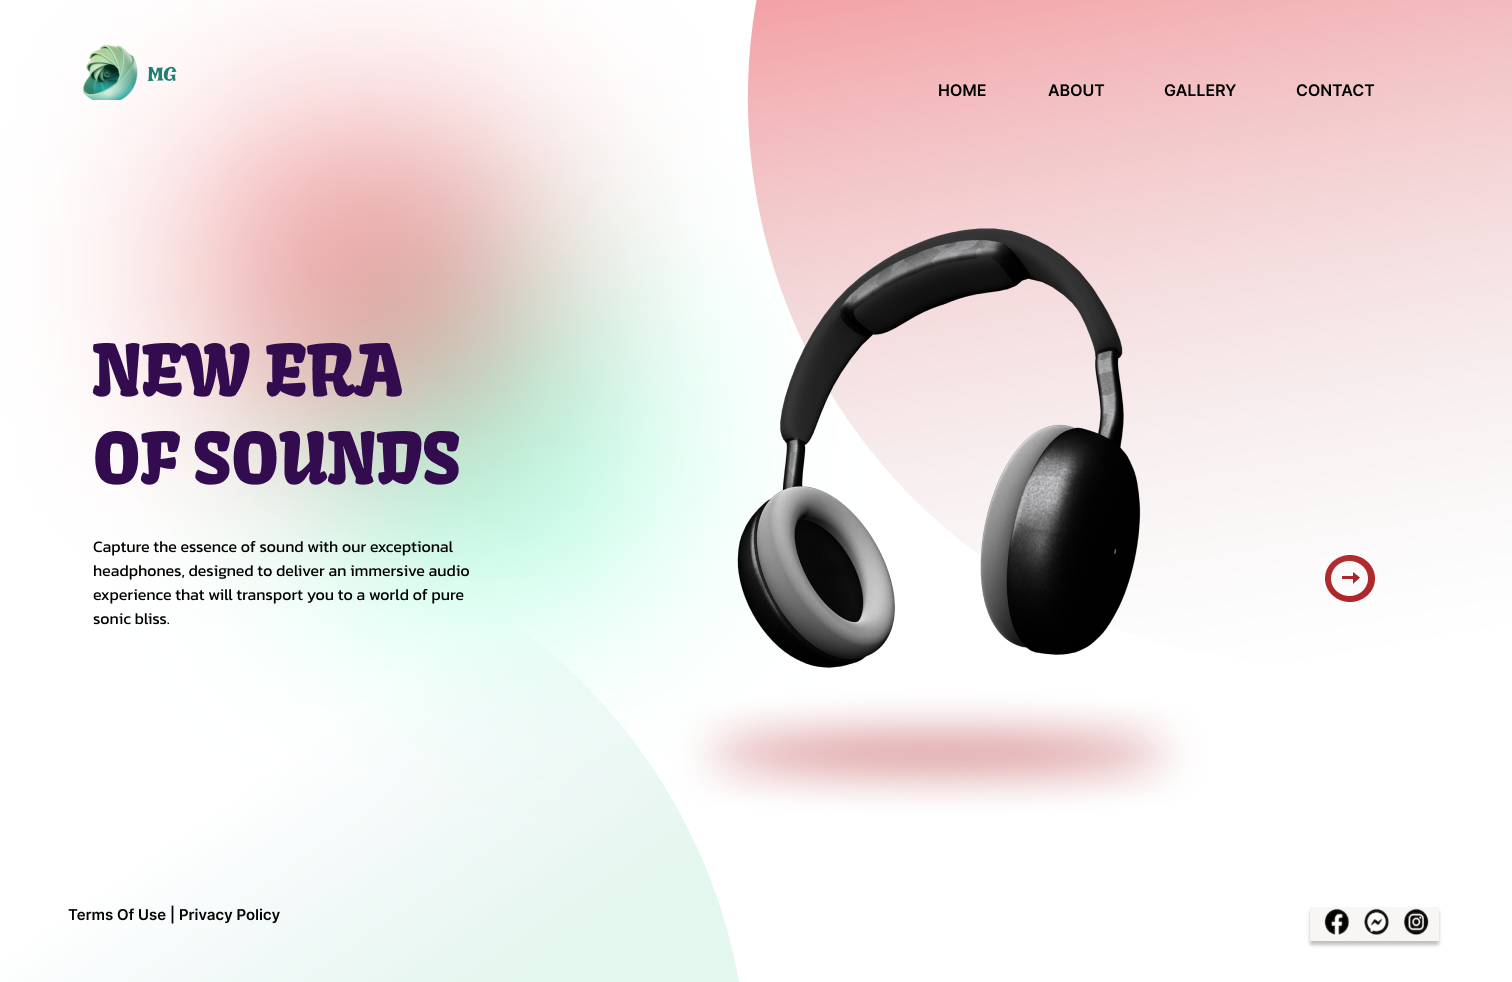 MG
HOME ABOUT GALLERY CONTACT
NEW ERA
OF SOUNDS
Capture the essence of sound with our exceptional
headphones, designed to deliver an immersive audio
experience that will transport you to a world of pure
sonic bliss.
Terms Of Use | Privacy Policy